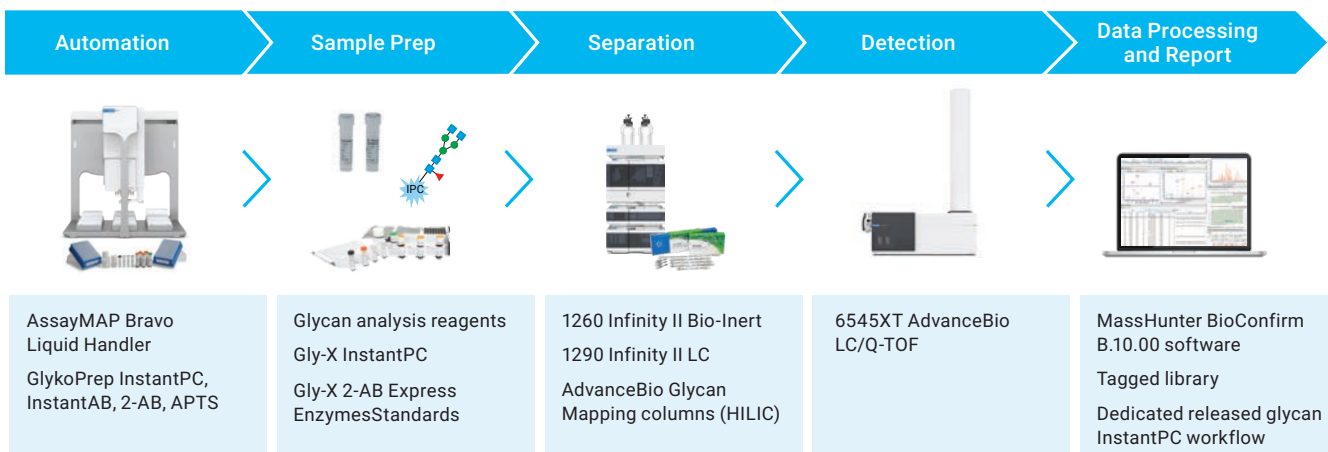 Automation
Sample Prep
Separation
Detection
Data Processing
and Report
IPC
AssayMAP Bravo
Liquid Handler
GlykoPrep InstantPC,
InstantAB, 2-AB, APTS
Glycan analysis reagents
Gly-X InstantPC
Gly-X 2-AB Express
EnzymesStandards
1260 Infinity II Bio-Inert
1290 Infinity II LC
AdvanceBio Glycan
Mapping columns (HILIC)
6545XT AdvanceBio
LC/Q-TOF
MassHunter BioConfirm
B.10.00 software
Tagged library
Dedicated released glycan
InstantPC workflow